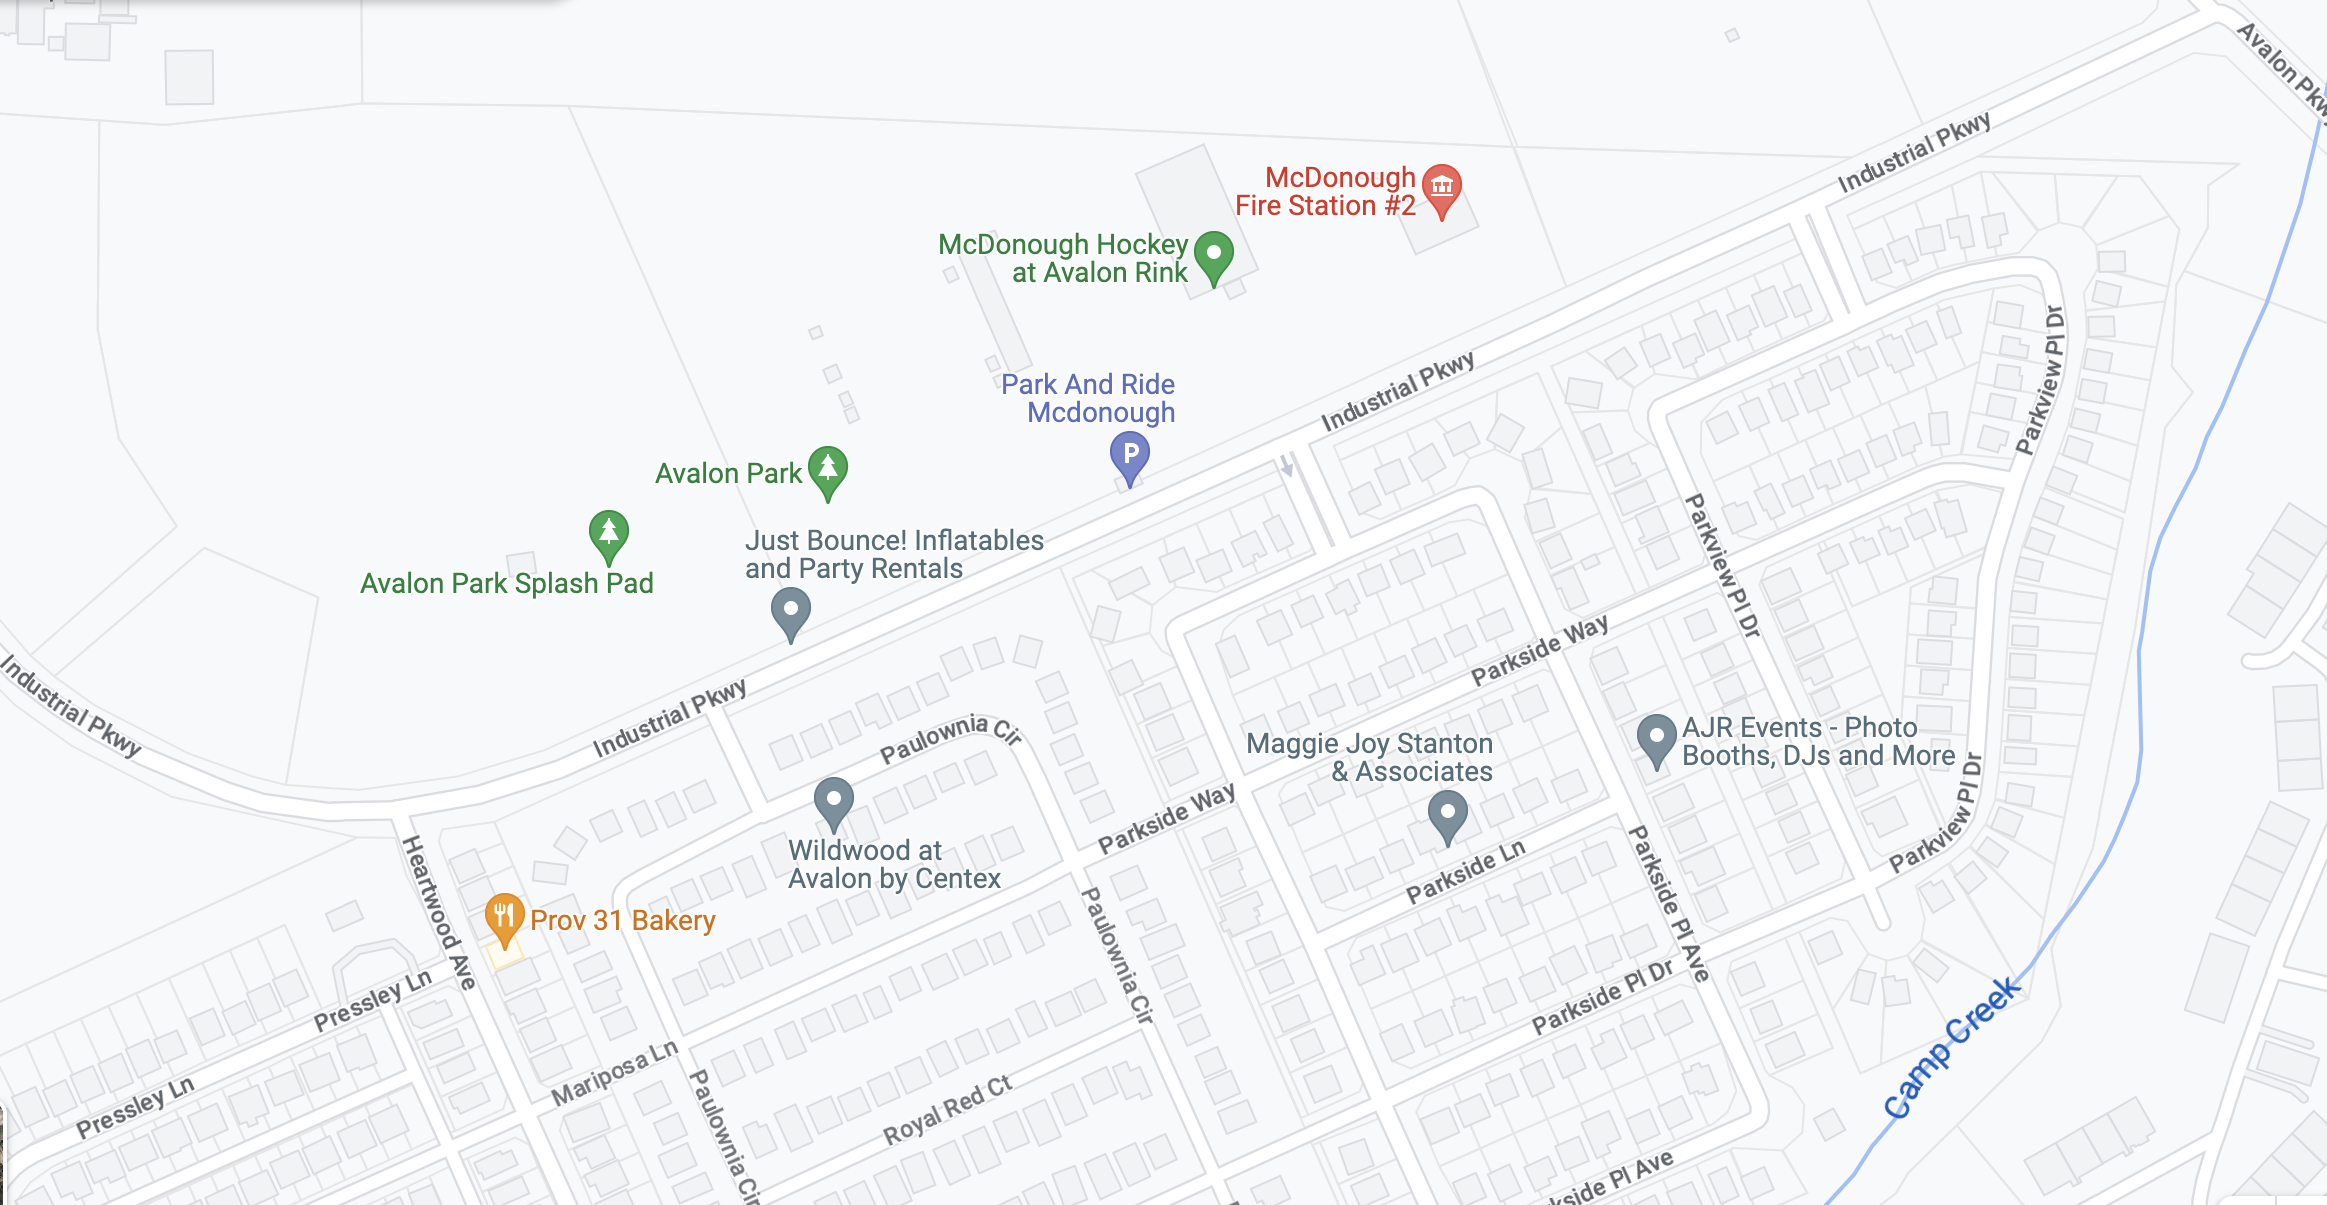 Avalon Pkwy
Industrial Pkwy
McDonough
Fire Station #2
McDonough Hockey
at Avalon Rink
Parkview Pl Dr
Industrial Pkwy
Park And Ride
Mcdonough
P
Avalon Park
Parkview Pl Dr
Just Bounce! Inflatables
and Party Rentals
Avalon Park Splash Pad
Parkside Way
Industrial Pkwy
Industrial Pkwy
Paulownia Cir
Maggie Joy Stanton
& Associates
AJR Events - Photo
Booths, DJs and More
Parkside Way
Parkview Pl Dr
Wildwood at
Avalon by Centex
Parkside Ln
Heartwood Ave
Prov 31 Bakery
Parkside Pl Ave
Paulownia Cir
Pressley Ln
Parkside Pl Dr
Camp Creek
Mariposa Ln
Pressley Ln
Royal Red Ct
Paulownia Cir
kside Pl Ave